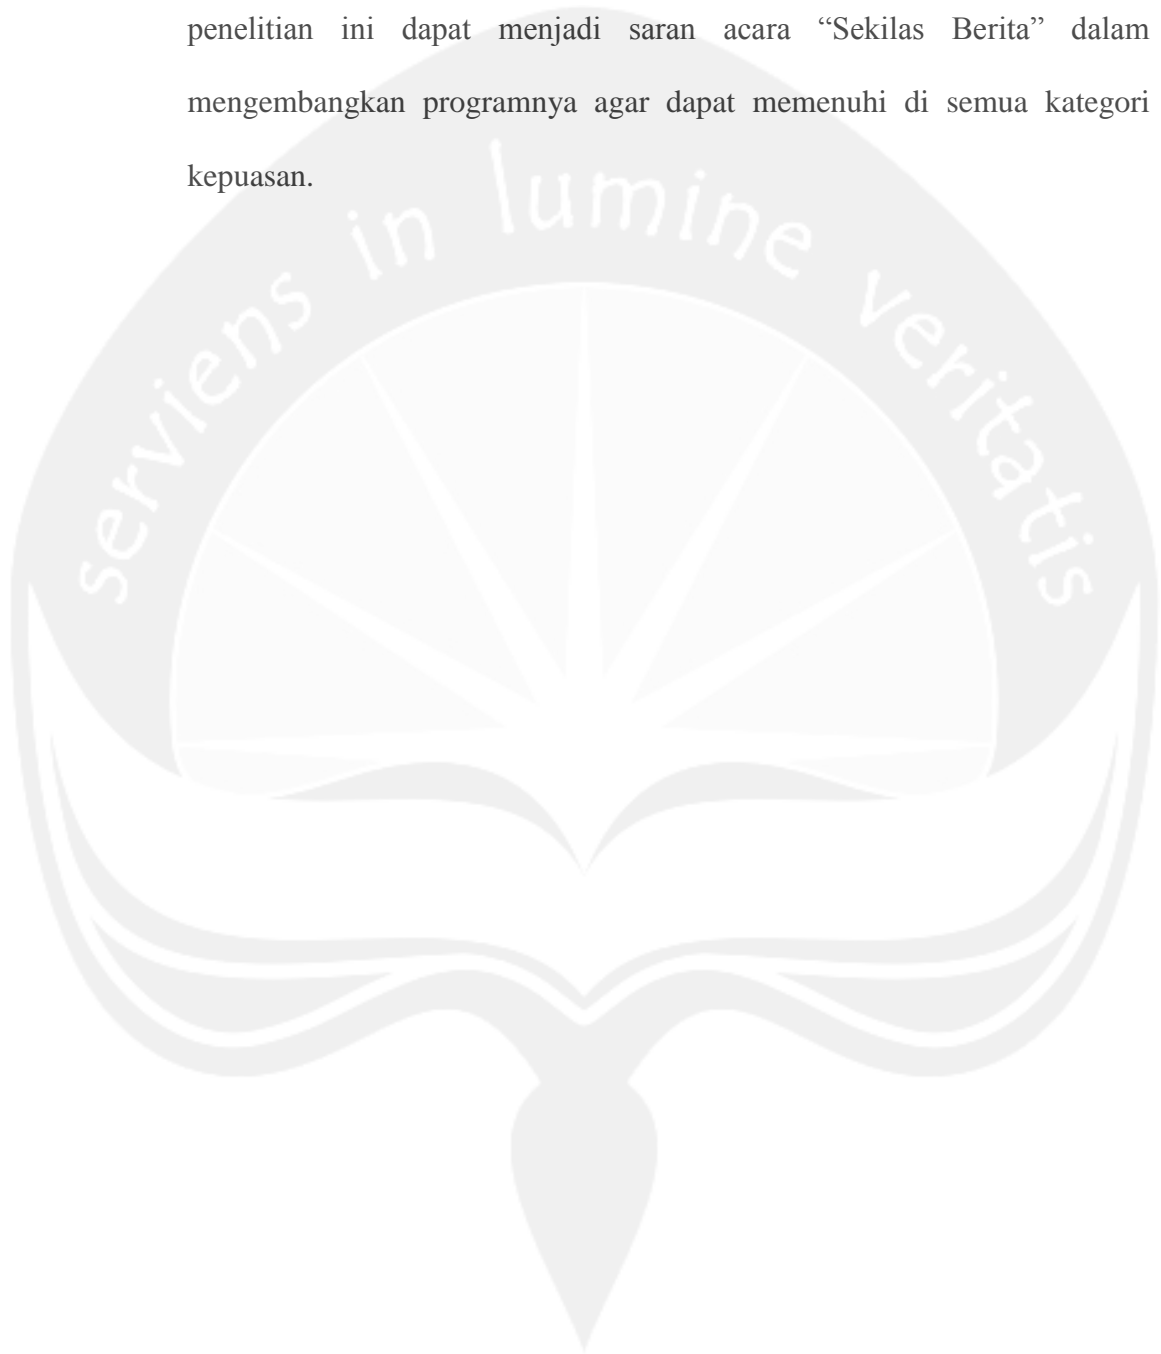 penelitian ini dapat menjadi saran acara “Sekilas Berita” dalam
mengembangkan programnya agar dapat memenuhi di semua kategori
kepuasan.
serviens in lumine veritatis